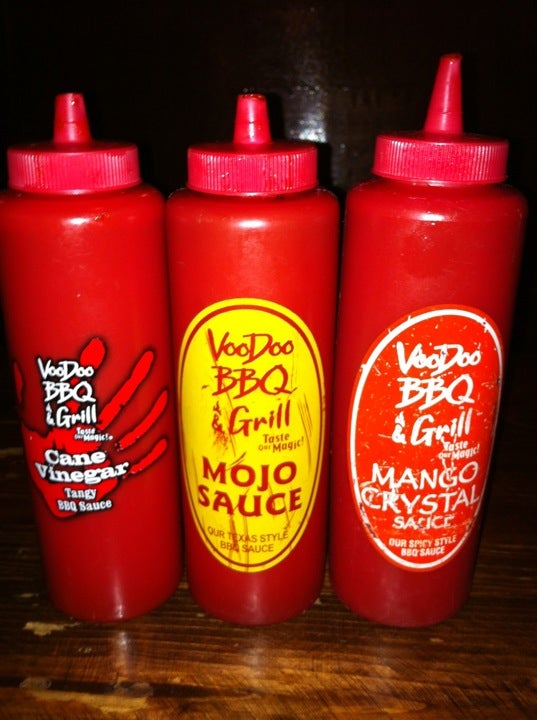 VooDoo
BBQ
& Grill
Taste
Our Magic!
Cane
Vinegar
Tangy
BBQ Sauce
VooDoo
BBQ
& Grill
Taste
Our Magic!
MOJO
SAUCE
OUR TEXAS STYLE
BBQ SAUCE
VooDoo
BBQ
& Grill
Taste
Our Magic!
MANGO
CRYSTAL
SAUCE
OUR SPICY STYLE
BBQ SAUCE